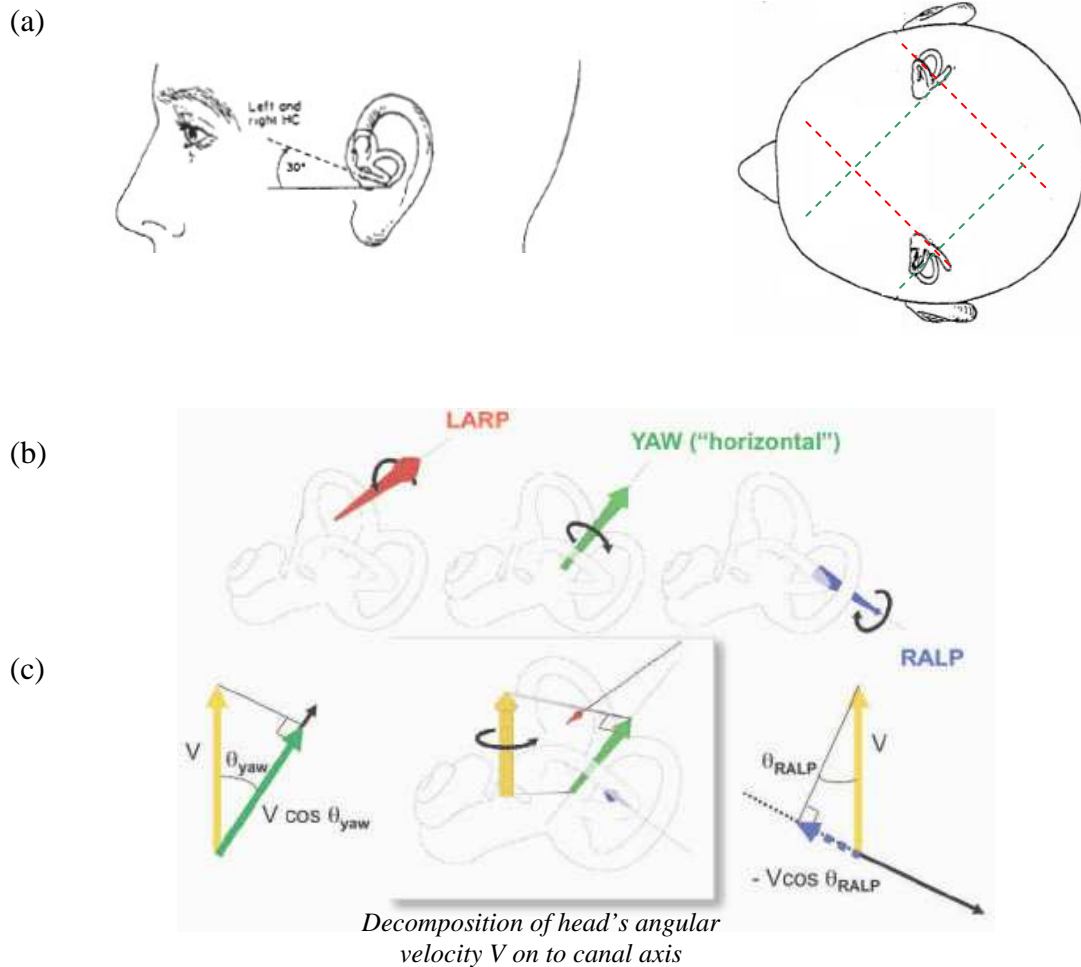 (a)
Left and
right HC
30°
(b)
LARP
YAW ("horizontal")
RALP
(c)
V
θyaw
V cos θyaw
θRALP
V
- Vcos θRALP
Decomposition of head's angular
velocity V on to canal axis